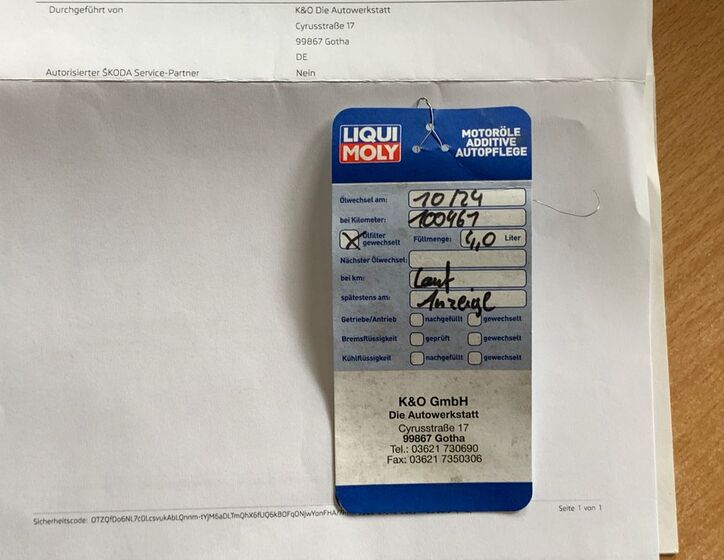 Durchgeführt von
K&O Die Autowerkstatt
Cyrusstraße 17
99867 Gotha
DE
Autorisierter ŠKODA Service-Partner
Nein
LIQUI
MOLY
MOTORÖLE
ADDITIVE
AUTOPFLEGE
Ölwechsel am: 10/24
bei Kilometer: 100461
Ölfilter
gewechselt
Füllmenge: 4,0 Liter
Nächster Ölwechsel:
bei km: laut
spätestens am: Anzeige
Getriebe/Antrieb nachgefüllt gewechselt
Bremsflüssigkeit geprüft gewechselt
Kühlflüssigkeit nachgefüllt gewechselt
K&O GmbH
Die Autowerkstatt
Cyrusstraße 17
99867 Gotha
Tel.: 03621 730690
Fax: 03621 7350306
Seite 1 von 1
Sicherheitscode: